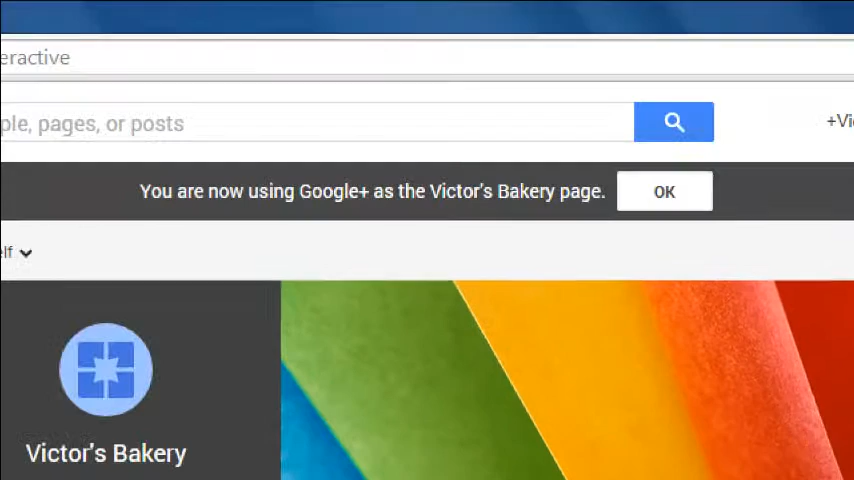 eractive
ple, pages, or posts
+Vi
You are now using Google+ as the Victor's Bakery page.
OK
elf
Victor's Bakery